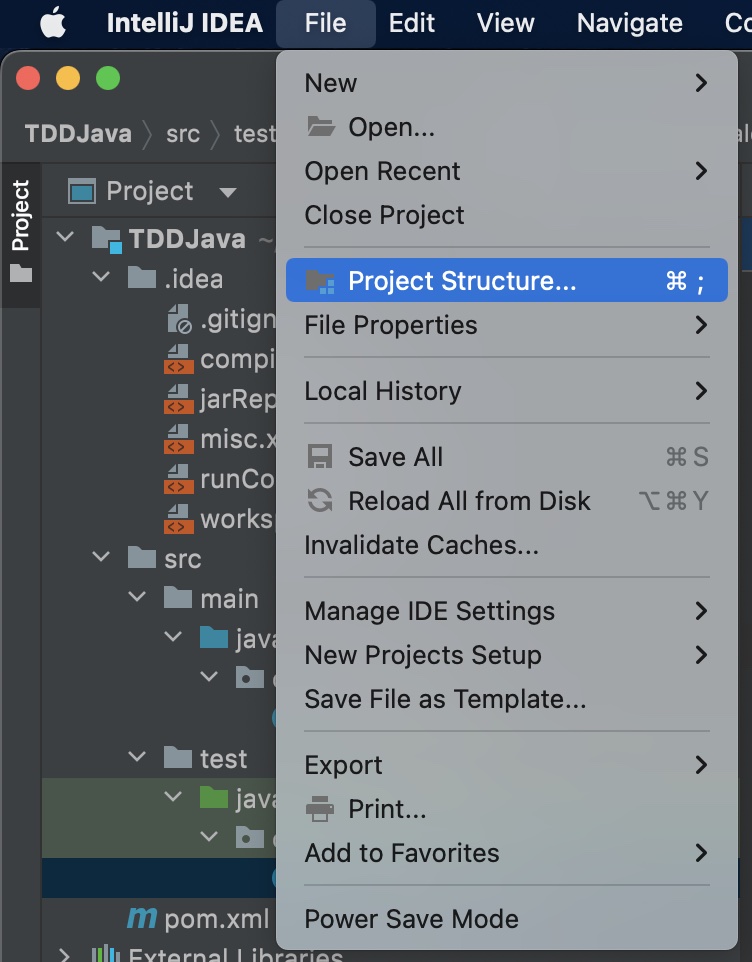 IntelliJ IDEA File Edit View Navigate
TDDJava src test
Project
Project
TDDJava ~
.idea
.gitign
compi
jarRep
misc.x
runCo
worksp
src
main
java
test
java
pom.xml
External Libraries
New
Open...
Open Recent
Close Project
Project Structure... ⌘ ;
File Properties
Local History
Save All ⌘ S
Reload All from Disk ⌥ ⌘ Y
Invalidate Caches...
Manage IDE Settings
New Projects Setup
Save File as Template...
Export
Print...
Add to Favorites
Power Save Mode